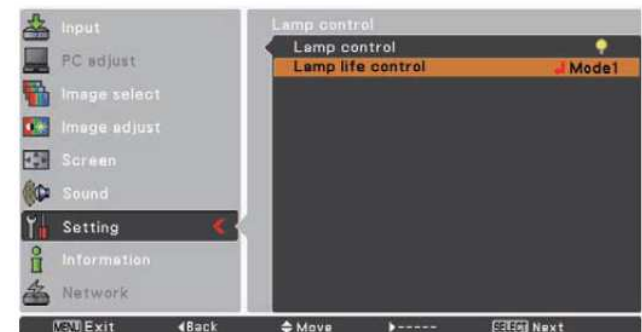 Input
PC adjust
Image select
Image adjust
Screen
Sound
Setting
Information
Network
Lamp control
Lamp control
Lamp life control Mode1
MENU Exit ◀Back Move ▶----- SELECT Next